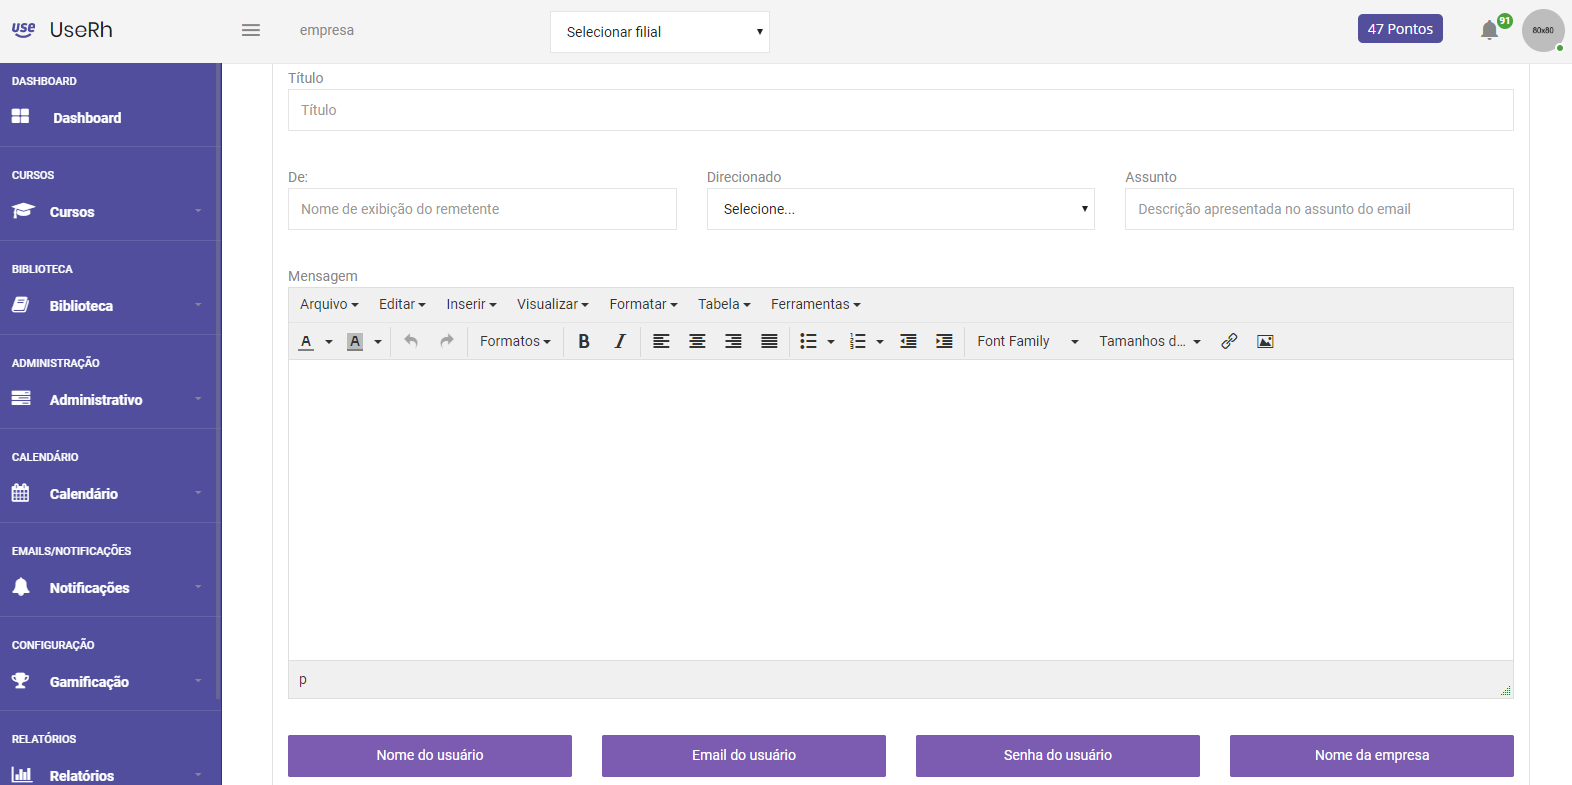 use UseRh
empresa
Selecionar filial
47 Pontos
91
80x80
DASHBOARD
Dashboard
CURSOS
Cursos
BIBLIOTECA
Biblioteca
ADMINISTRAÇÃO
Administrativo
CALENDÁRIO
Calendário
EMAILS/NOTIFICAÇÕES
Notificações
CONFIGURAÇÃO
Gamificação
RELATÓRIOS
Relatórios
Título
Título
De:
Nome de exibição do remetente
Direcionado
Selecione...
Assunto
Descrição apresentada no assunto do email
Mensagem
Arquivo Editar Inserir Visualizar Formatar Tabela Ferramentas
A A Formatos B I Font Family Tamanhos d...
p
Nome do usuário
Email do usuário
Senha do usuário
Nome da empresa